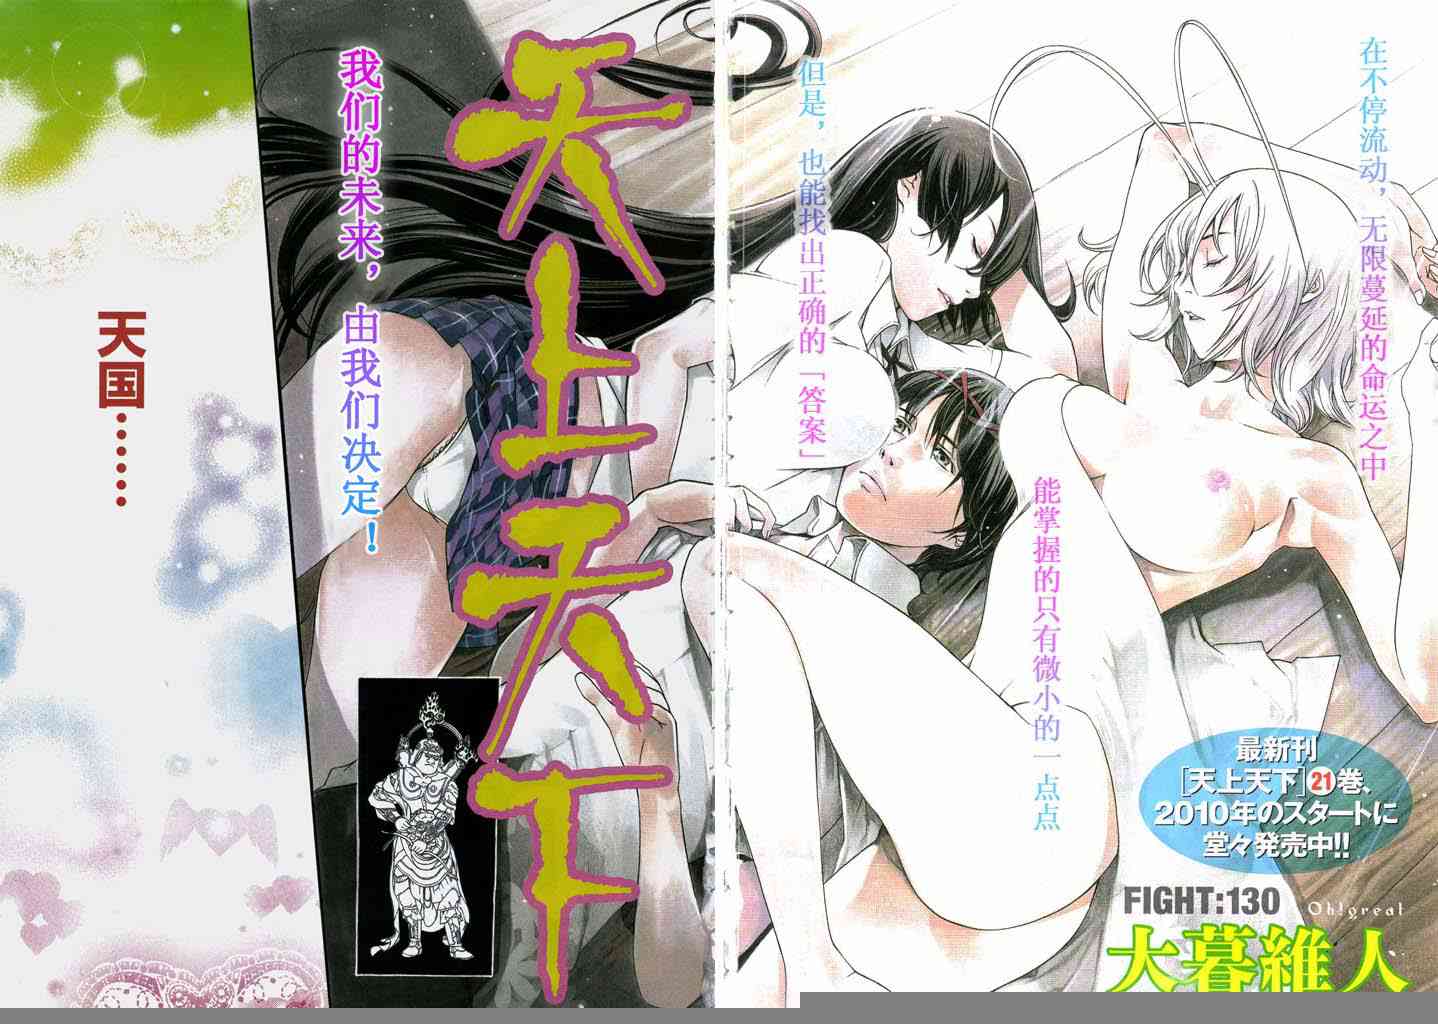 在不停流动，无限蔓延的命运之中
但是，也能找出正确的「答案」
能掌握的只有微小的一点点
天上天下
我们的未来，由我们决定！
天国……
最新刊
［天上天下］㉑巻、
2010年のスタートに
堂々発売中!!
FIGHT:130
Oh!great
大暮維人